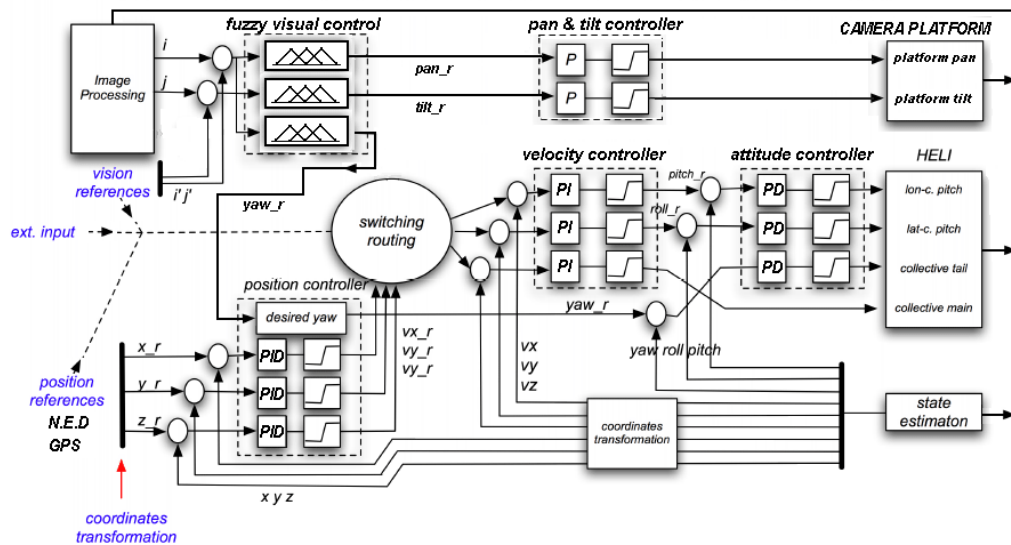 fuzzy visual control
pan & tilt controller
CAMERA PLATFORM
Image
Processing
i
j
pan_r
tilt_r
P
P
platform pan
platform tilt
vision
references
i' j'
yaw_r
velocity controller
attitude controller
HELI
ext. input
switching
routing
PI
PI
PI
pitch_r
roll_r
PD
PD
PD
lon-c. pitch
lat-c. pitch
collective tail
collective main
position controller
desired yaw
yaw_r
yaw roll pitch
vx_r
vy_r
vy_r
vx
vy
vz
x_r
y_r
z_r
PID
PID
PID
position
references
N.E.D
GPS
coordinates
transformation
state
estimaton
x y z
coordinates
transformation